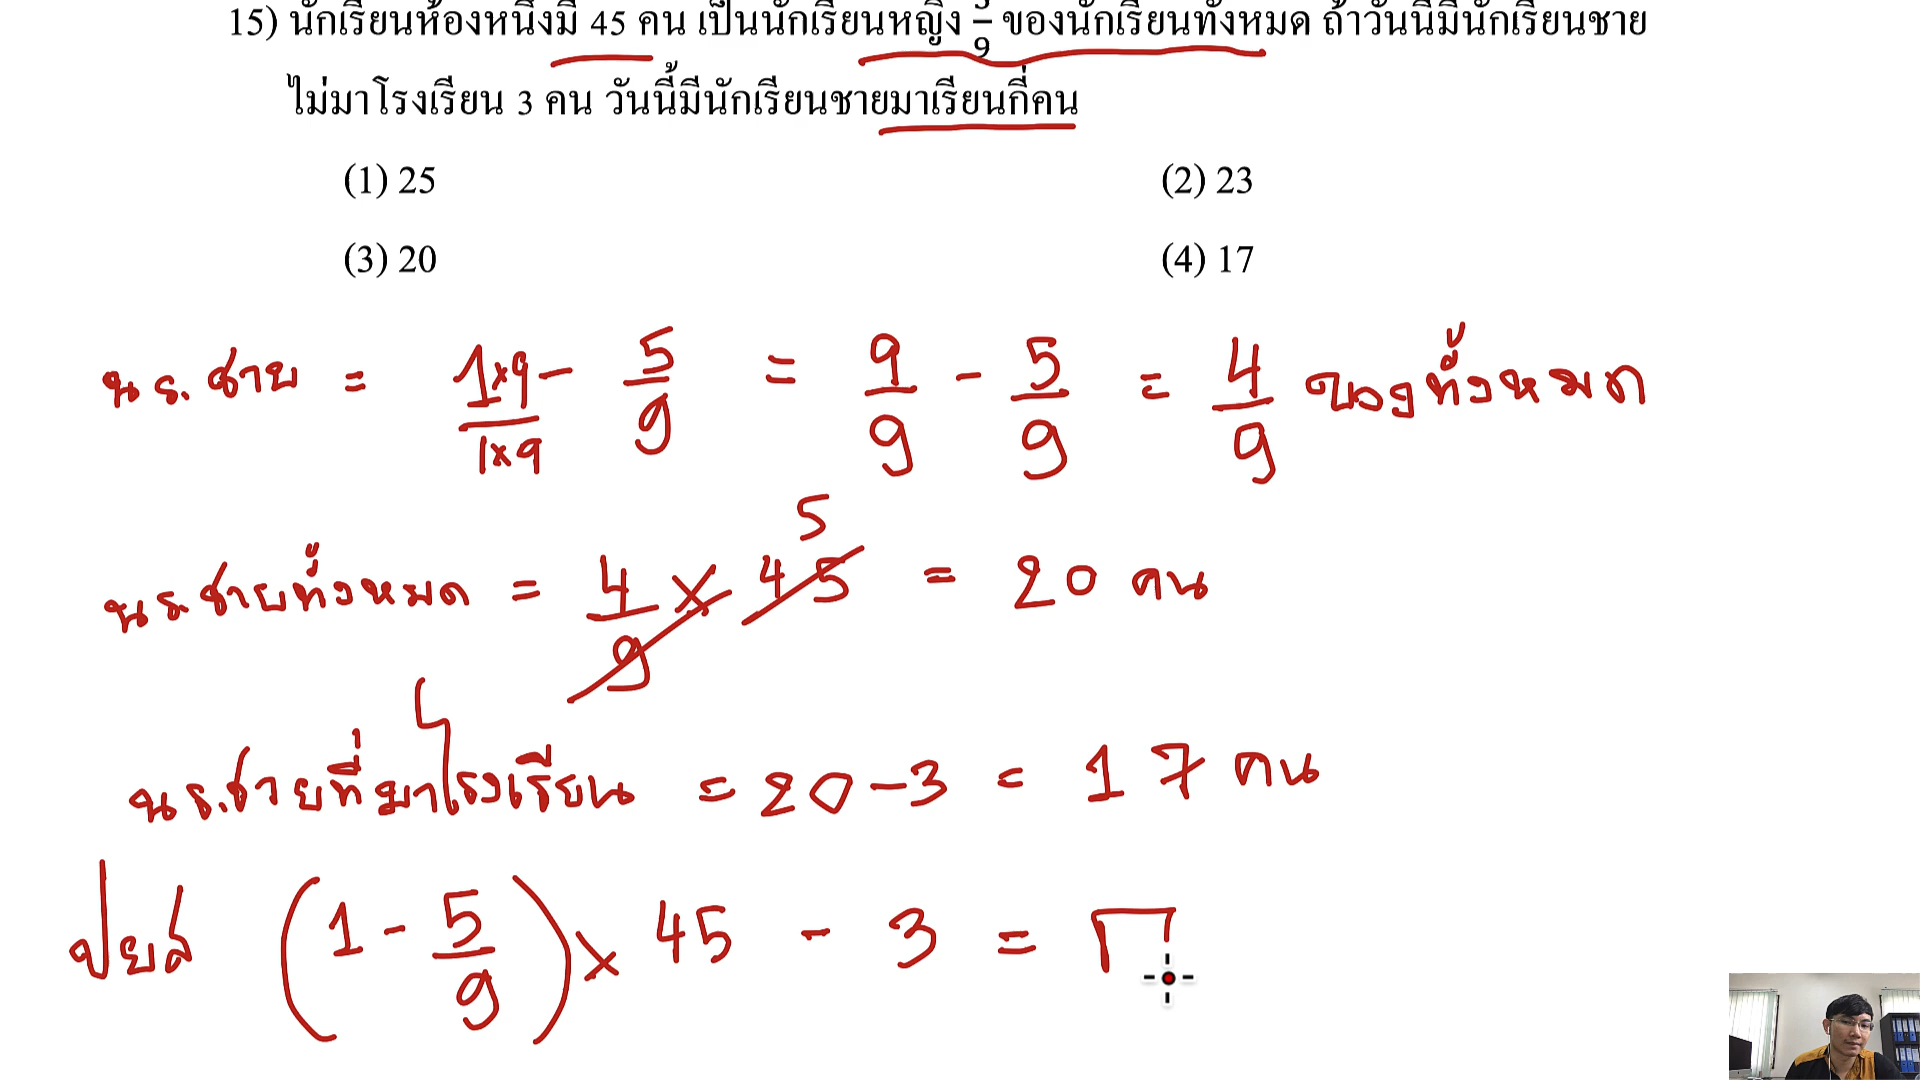 15) นักเรียนห้องหนึ่งมี 45 คน เป็นนักเรียนหญิง 5/9 ของนักเรียนทั้งหมด ถ้าวันนี้มีนักเรียนชาย
ไม่มาโรงเรียน 3 คน วันนี้มีนักเรียนชายมาเรียนกี่คน
(1) 25 (2) 23
(3) 20 (4) 17
นร.ชาย = 1×9/1×9 - 5/9 = 9/9 - 5/9 = 4/9 ของทั้งหมด
นร.ชายทั้งหมด = 4/9 × 45 5 = 20 คน
นร.ชายที่มาโรงเรียน = 20 - 3 = 17 คน
ปยส (1 - 5/9) × 45 - 3 =